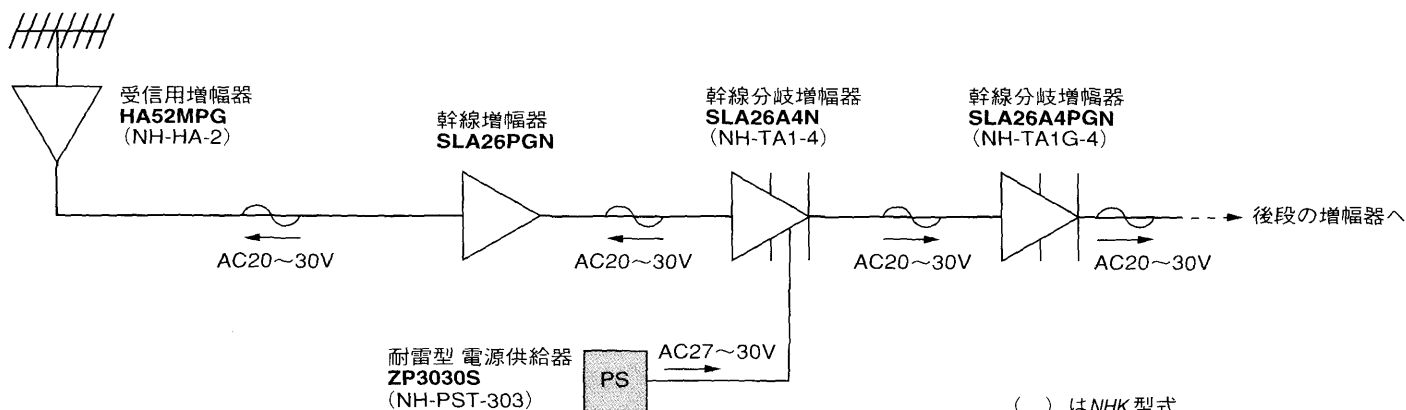 受信用増幅器
HA52MPG
(NH-HA-2)
幹線増幅器
SLA26PGN
幹線分岐増幅器
SLA26A4N
(NH-TA1-4)
幹線分岐増幅器
SLA26A4PGN
(NH-TA1G-4)
AC20〜30V
AC20〜30V
AC20〜30V
AC20〜30V
後段の増幅器へ
耐雷型 電源供給器
ZP3030S
(NH-PST-303)
PS
AC27〜30V
( ) はNHK型式